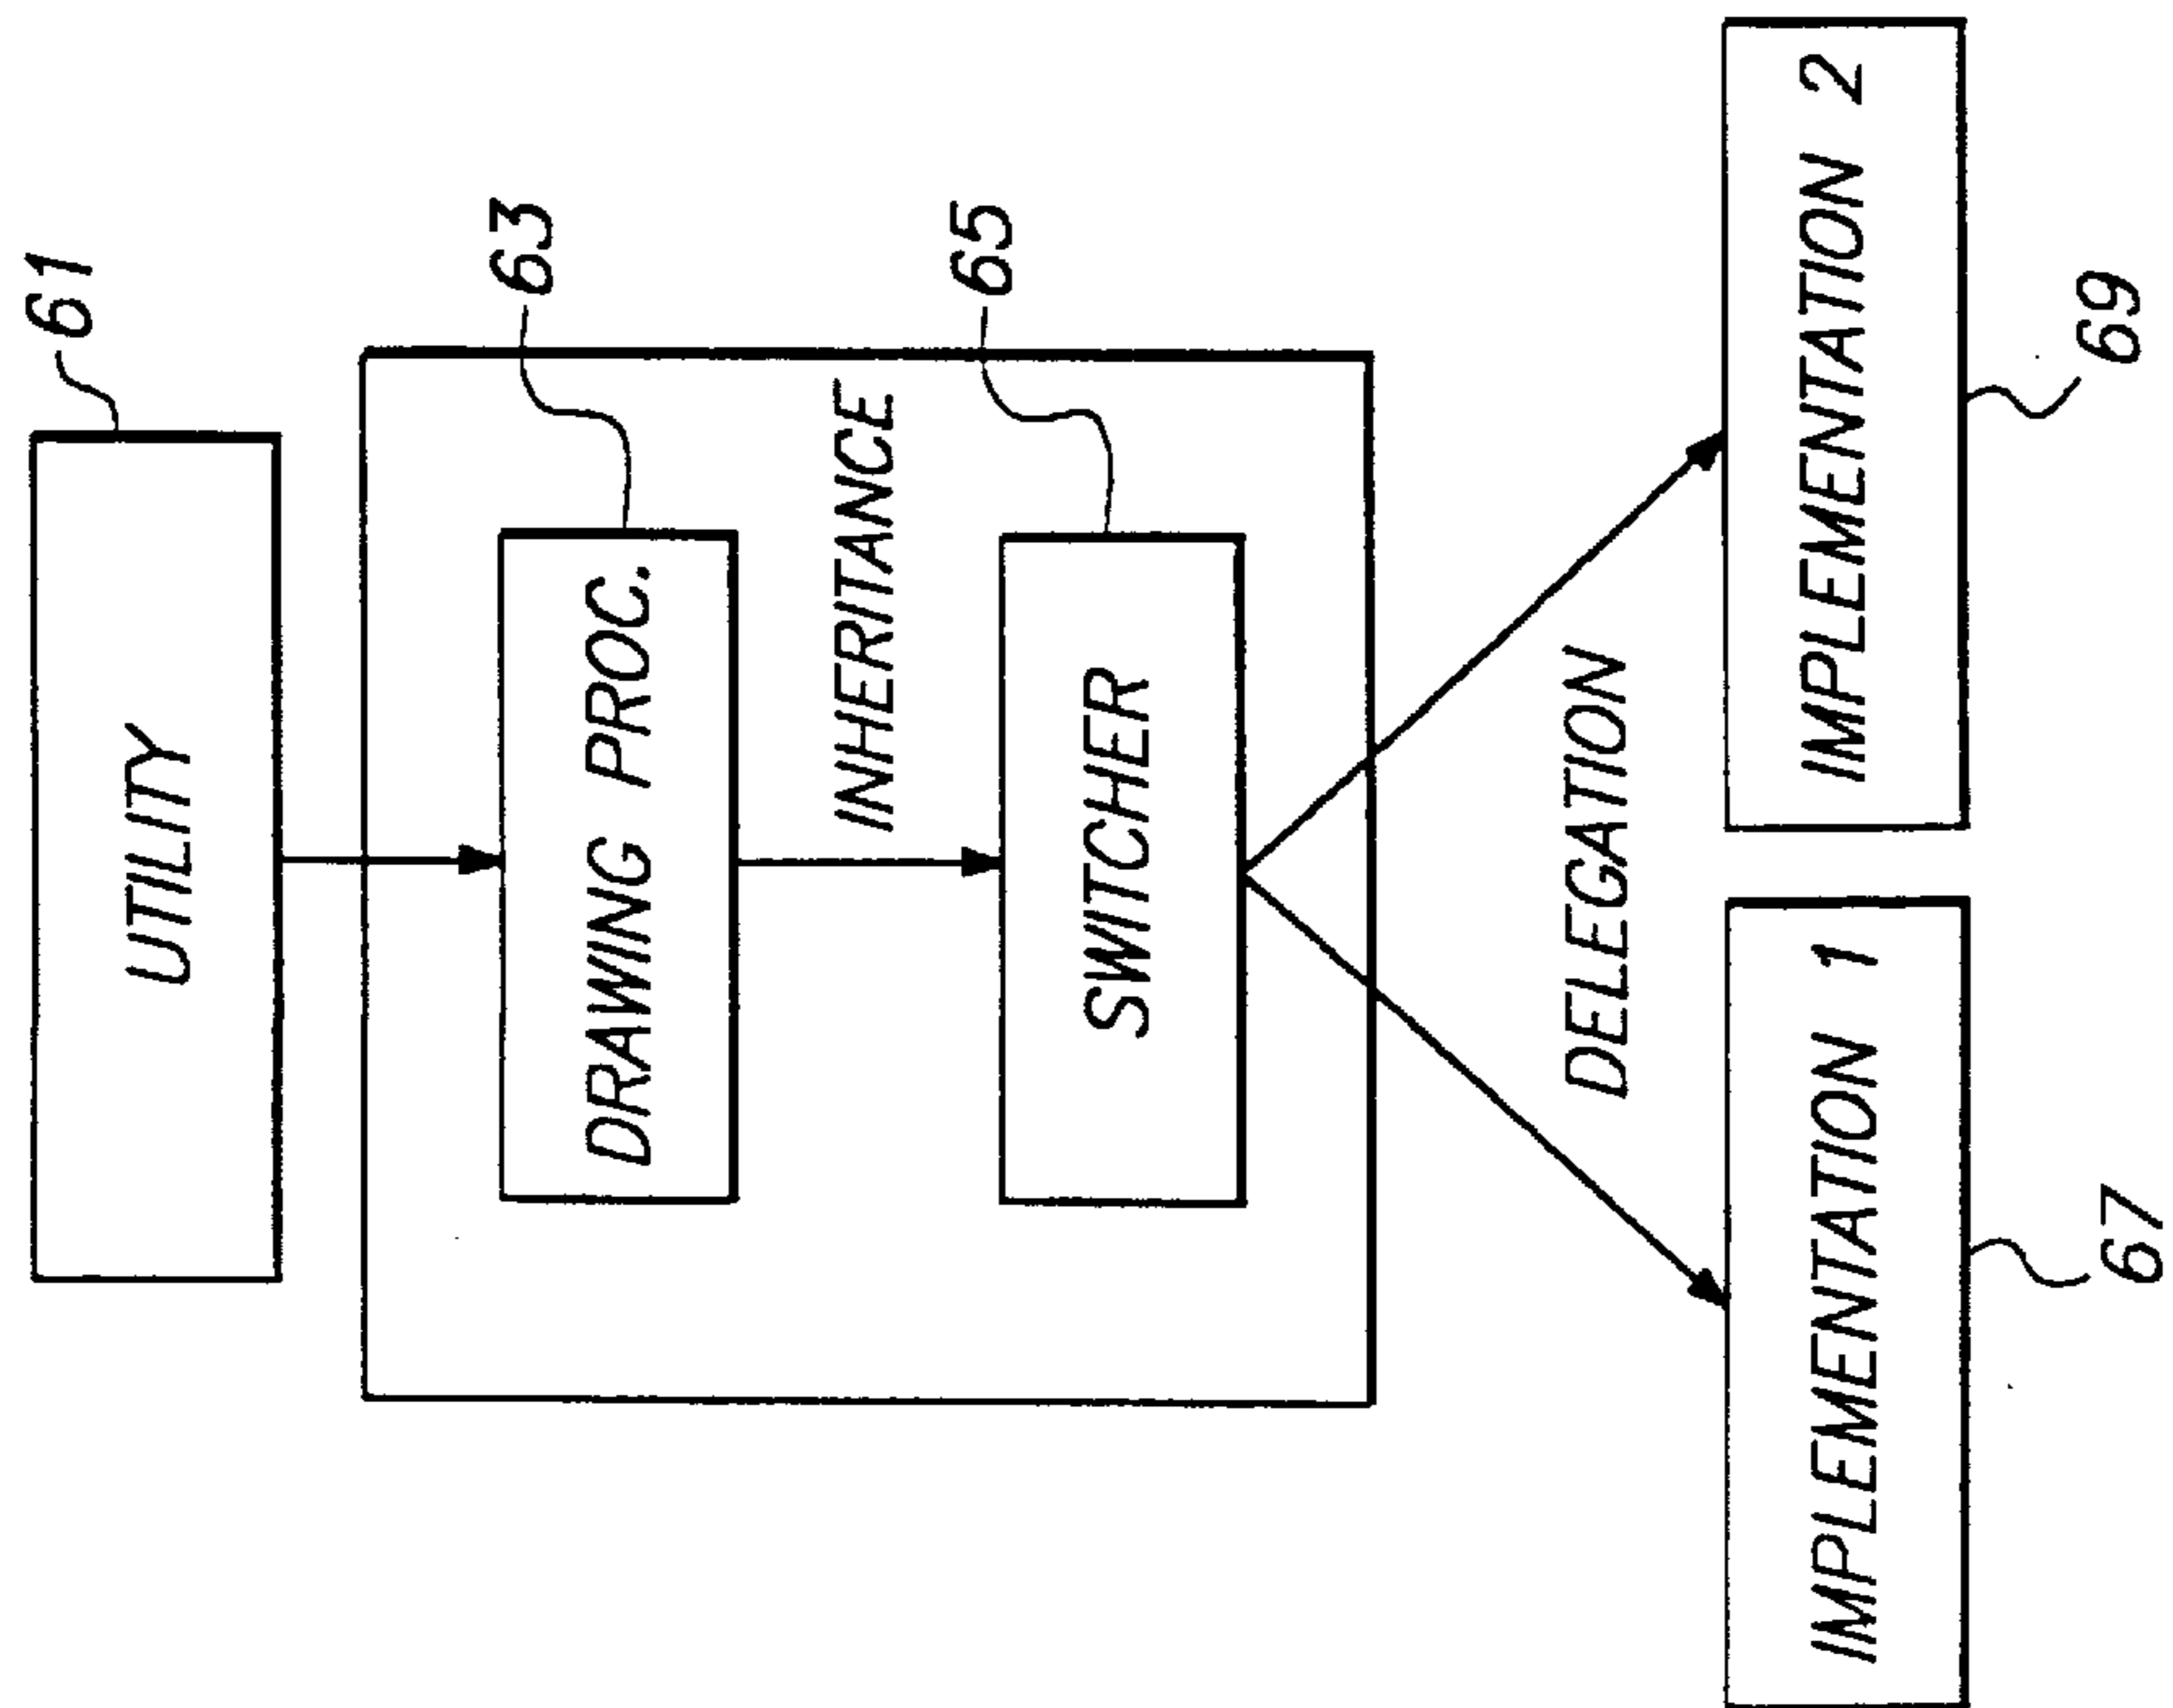 UTILITY
61
DRAWING PROC.
63
INHERITANCE
SWITCHER
65
DELEGATION
IMPLEMENTATION 1
IMPLEMENTATION 2
67
69